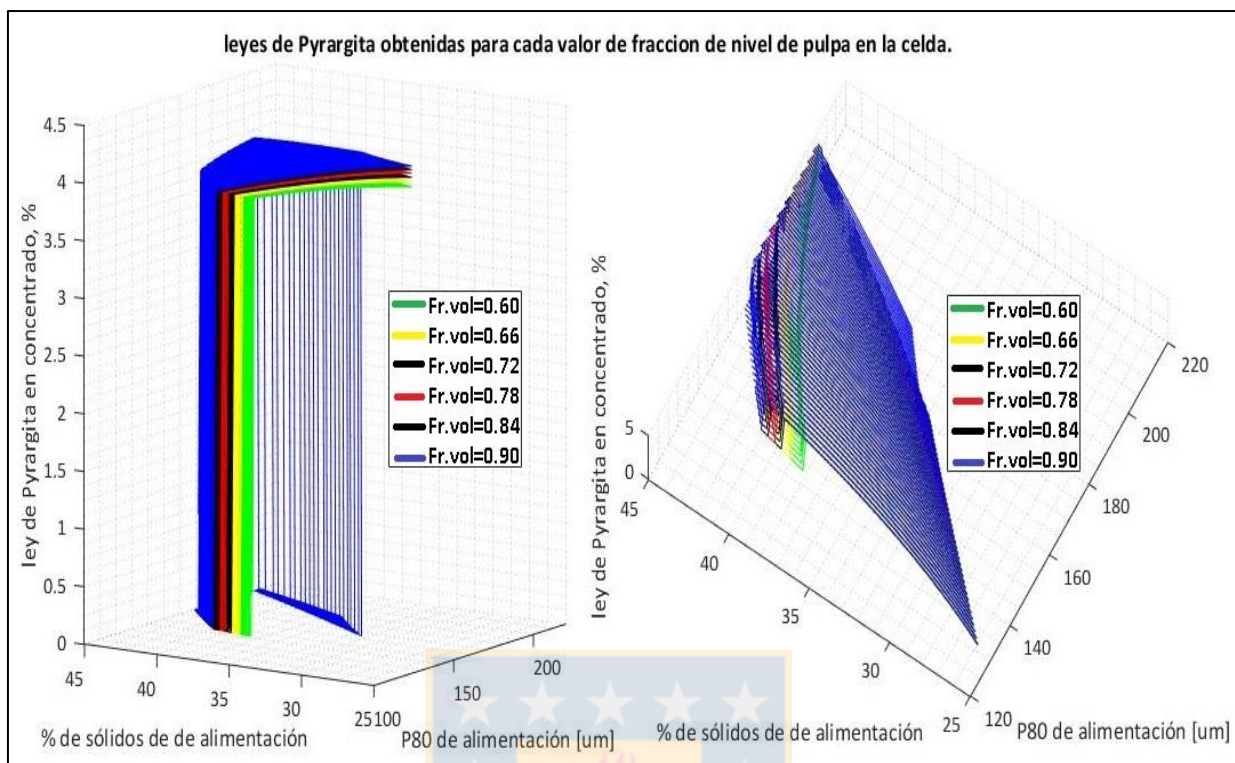 leyes de Pyrargita obtenidas para cada valor de fraccion de nivel de pulpa en la celda.
ley de Pyrargita en concentrado, %
4.5
4
3.5
3
2.5
2
1.5
1
0.5
0
45
40
35
30
25
100
150
200
% de sólidos de de alimentación
P80 de alimentación [um]
Fr.vol=0.60
Fr.vol=0.66
Fr.vol=0.72
Fr.vol=0.78
Fr.vol=0.84
Fr.vol=0.90
ley de Pyrargita en concentrado, %
5
0
45
40
35
30
25
120
140
160
180
200
220
% de sólidos de de alimentación
P80 de alimentación [um]
Fr.vol=0.60
Fr.vol=0.66
Fr.vol=0.72
Fr.vol=0.78
Fr.vol=0.84
Fr.vol=0.90